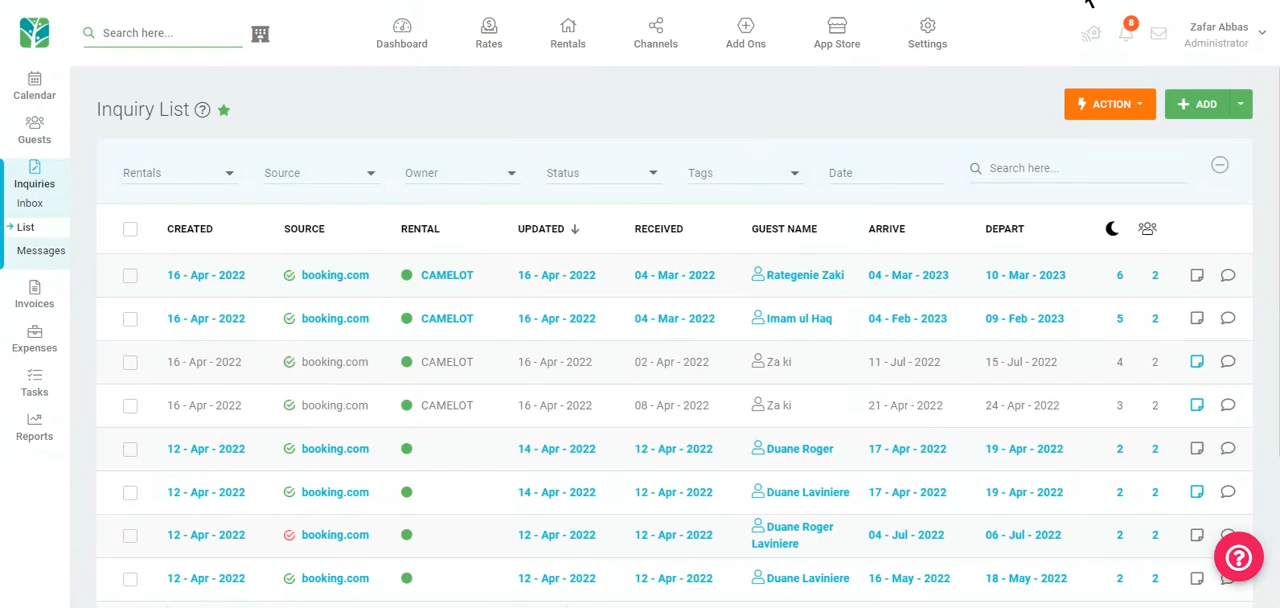 Search here...
Dashboard
Rates
Rentals
Channels
Add Ons
App Store
Settings
8
Zafar Abbas
Administrator
Calendar
Guests
Inquiries
Inbox
List
Messages
Invoices
Expenses
Tasks
Reports
Inquiry List ?
ACTION
ADD
Rentals Source Owner Status Tags Date Search here...
CREATED SOURCE RENTAL UPDATED RECEIVED GUEST NAME ARRIVE DEPART
16 - Apr - 2022 booking.com CAMELOT 16 - Apr - 2022 04 - Mar - 2022 Rategenie Zaki 04 - Mar - 2023 10 - Mar - 2023 6 2
16 - Apr - 2022 booking.com CAMELOT 16 - Apr - 2022 04 - Mar - 2022 Imam ul Haq 04 - Feb - 2023 09 - Feb - 2023 5 2
16 - Apr - 2022 booking.com CAMELOT 16 - Apr - 2022 02 - Apr - 2022 Za ki 11 - Jul - 2022 15 - Jul - 2022 4 2
16 - Apr - 2022 booking.com CAMELOT 16 - Apr - 2022 08 - Apr - 2022 Za ki 21 - Apr - 2022 24 - Apr - 2022 3 2
12 - Apr - 2022 booking.com 14 - Apr - 2022 12 - Apr - 2022 Duane Roger 17 - Apr - 2022 19 - Apr - 2022 2 2
12 - Apr - 2022 booking.com 14 - Apr - 2022 12 - Apr - 2022 Duane Laviniere 17 - Apr - 2022 19 - Apr - 2022 2 2
12 - Apr - 2022 booking.com 12 - Apr - 2022 12 - Apr - 2022 Duane Roger Laviniere 04 - Jul - 2022 06 - Jul - 2022 2 2
12 - Apr - 2022 booking.com 12 - Apr - 2022 12 - Apr - 2022 Duane Laviniere 16 - May - 2022 18 - May - 2022 2 2
?